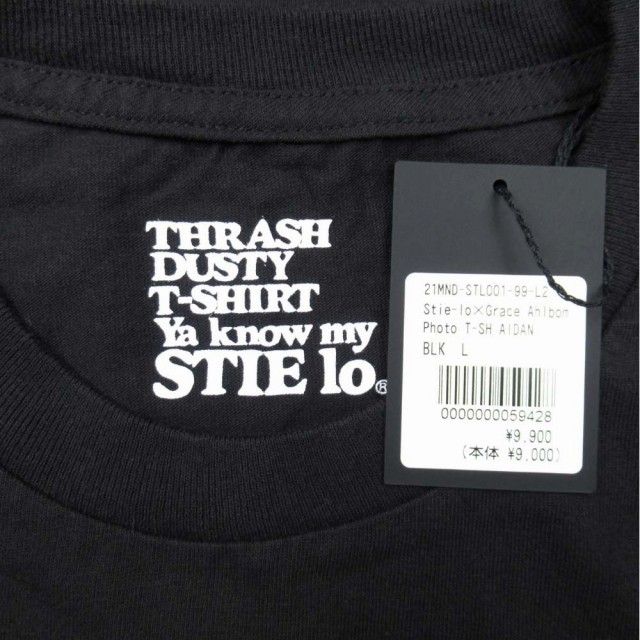 THRASH
DUSTY
T-SHIRT
Ya know my
STIE lo®
21MND-STL001-99-L2
Stie-lo×Grace Ahlbom
Photo T-SH AIDAN
BLK L
0000000059428
¥9,900
(本体 ¥9,000)